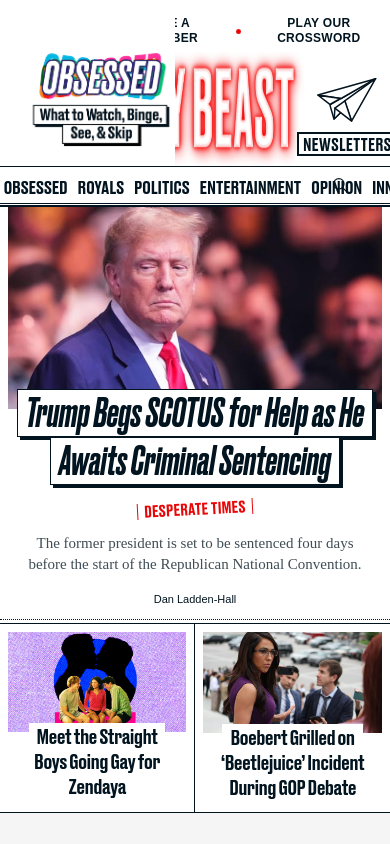 E A
BER
PLAY OUR
CROSSWORD
OBSESSED
What to Watch, Binge,
See, & Skip
Y BEAST
NEWSLETTERS
OBSESSED ROYALS POLITICS ENTERTAINMENT OPINION INN
Trump Begs SCOTUS for Help as He
Awaits Criminal Sentencing
DESPERATE TIMES
The former president is set to be sentenced four days
before the start of the Republican National Convention.
Dan Ladden-Hall
Meet the Straight
Boys Going Gay for
Zendaya
Boebert Grilled on
‘Beetlejuice’ Incident
During GOP Debate